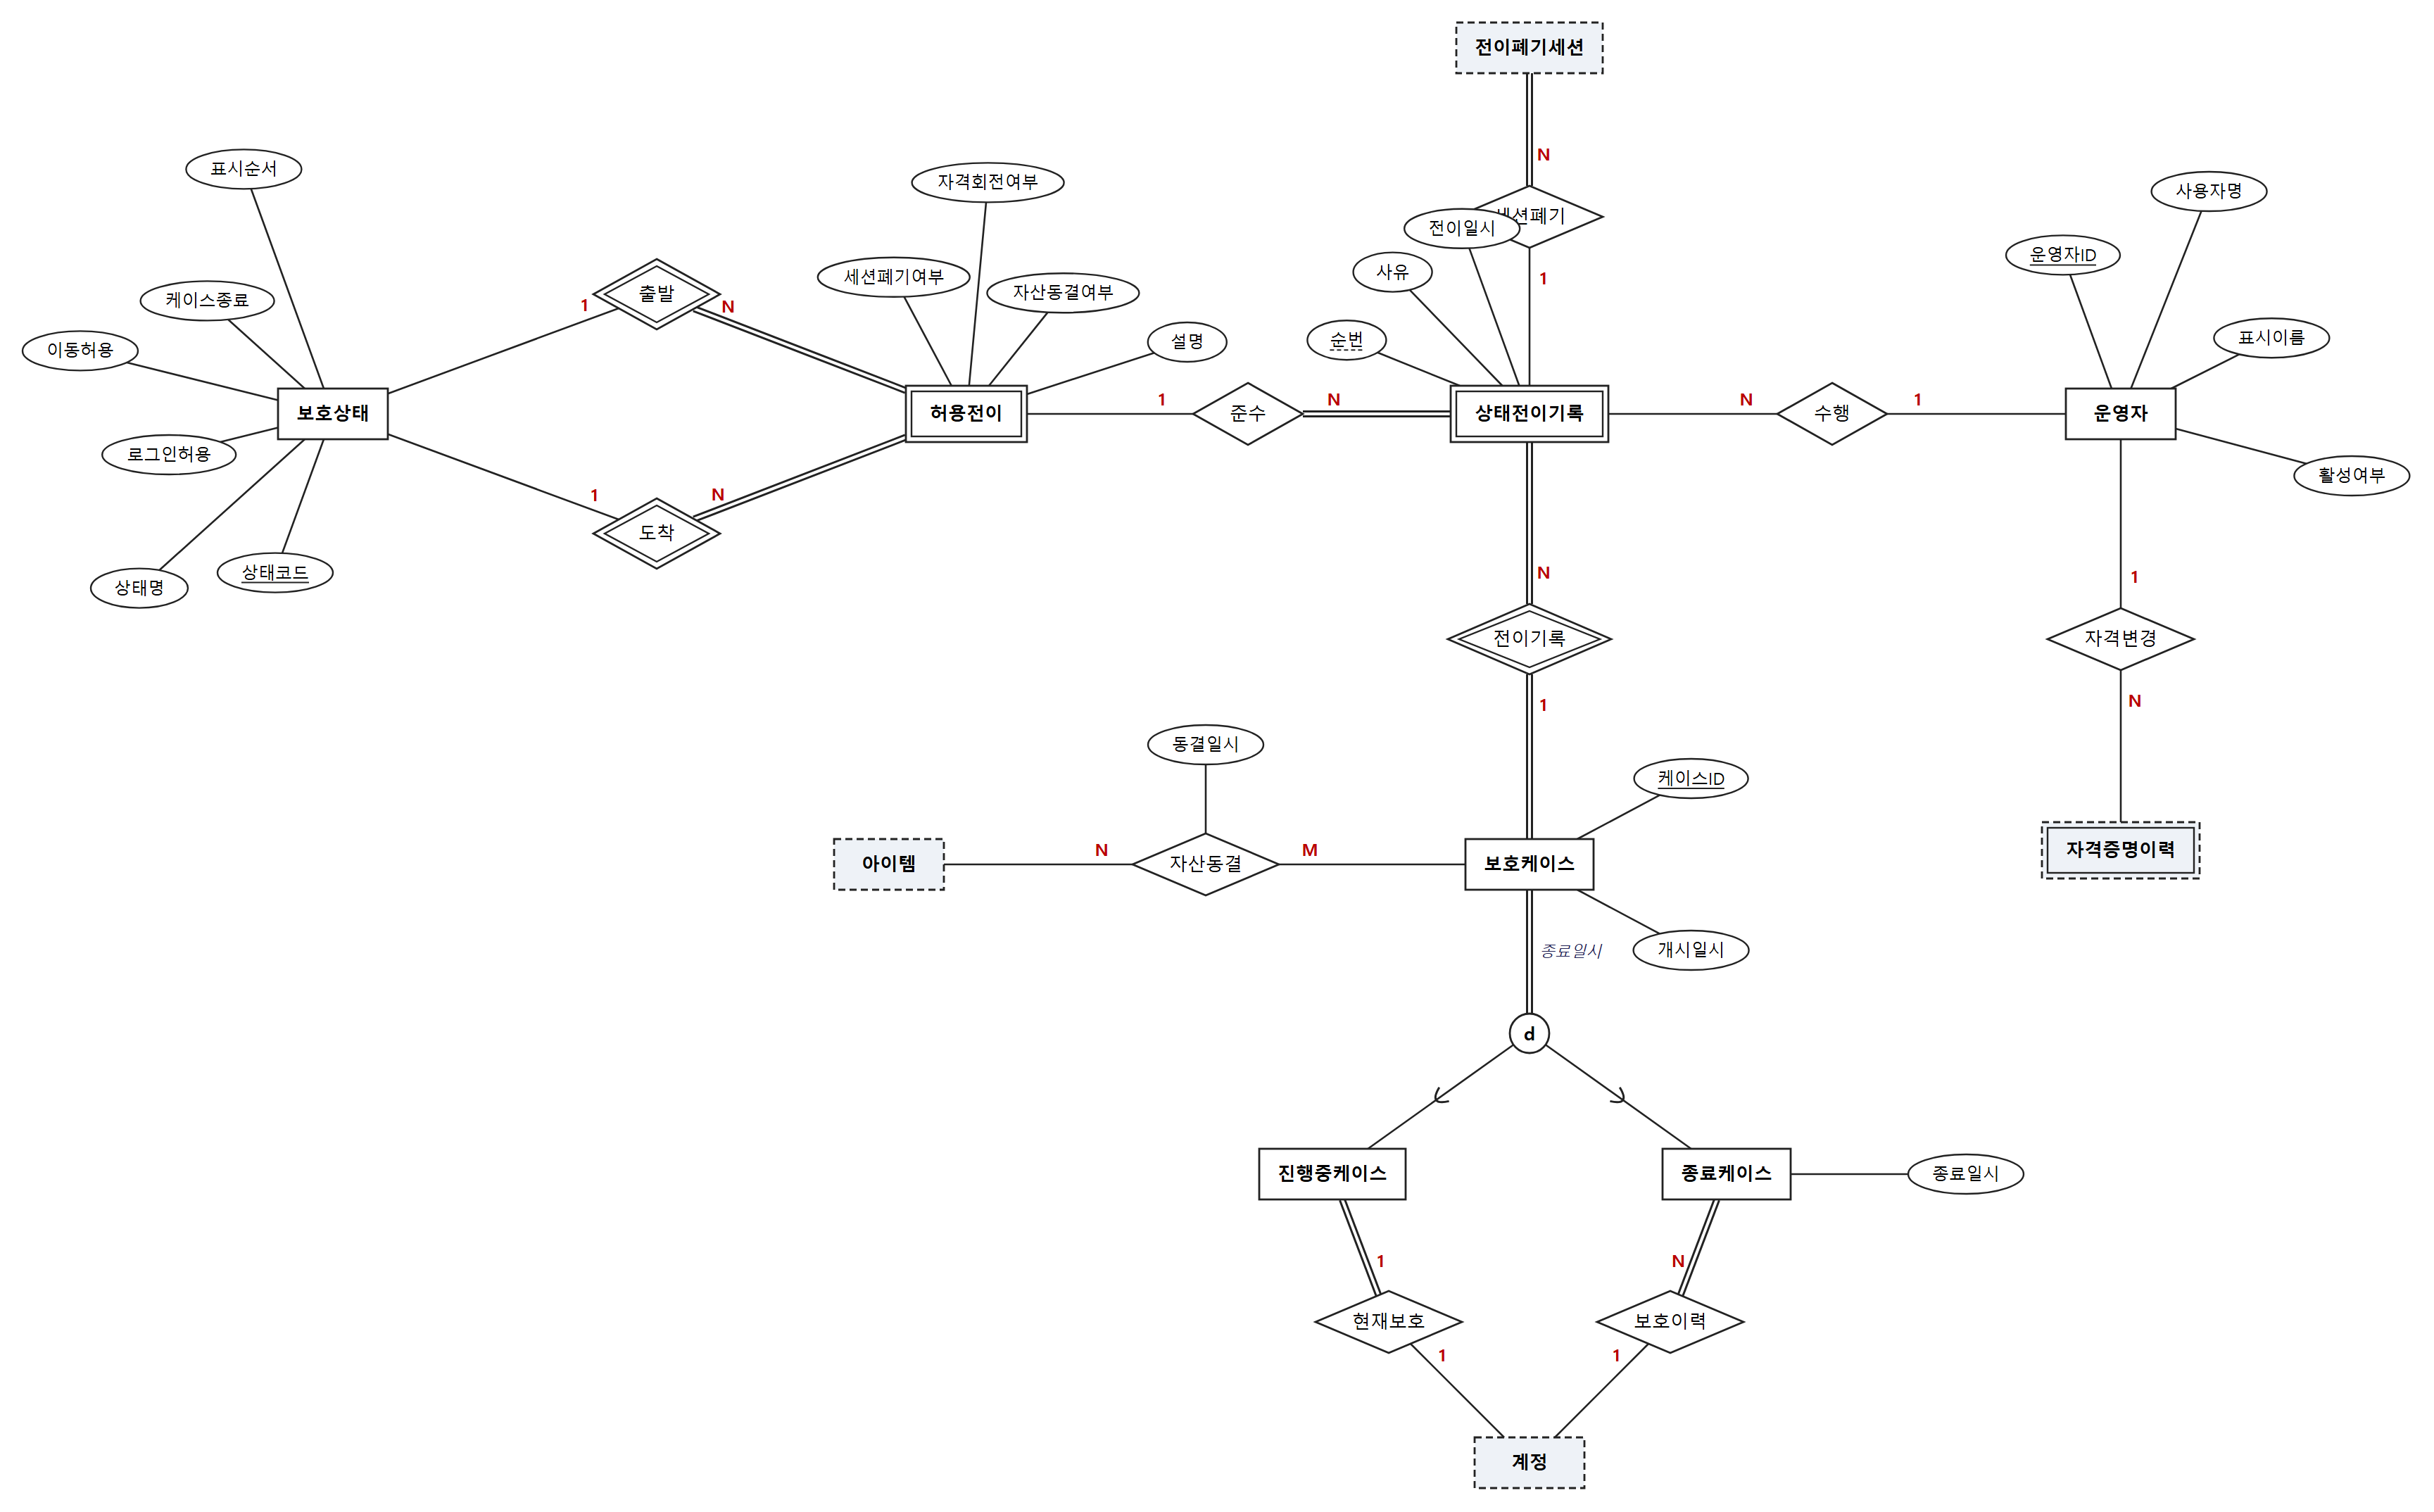 전이폐기세션
N
표시순서
자격회전여부
사용자명
세션폐기
전이일시
운영자ID
사유
세션폐기여부
1
자산동결여부
출발
케이스종료
1
N
표시이름
순번
설명
이동허용
1
N
N
1
보호상태
허용전이
준수
상태전이기록
수행
운영자
로그인허용
활성여부
1
N
도착
상태코드
N
1
상태명
전이기록
자격변경
1
N
동결일시
케이스ID
N
M
자격증명이력
아이템
자산동결
보호케이스
종료일시
개시일시
d
진행중케이스
종료케이스
종료일시
1
N
현재보호
보호이력
1
1
계정